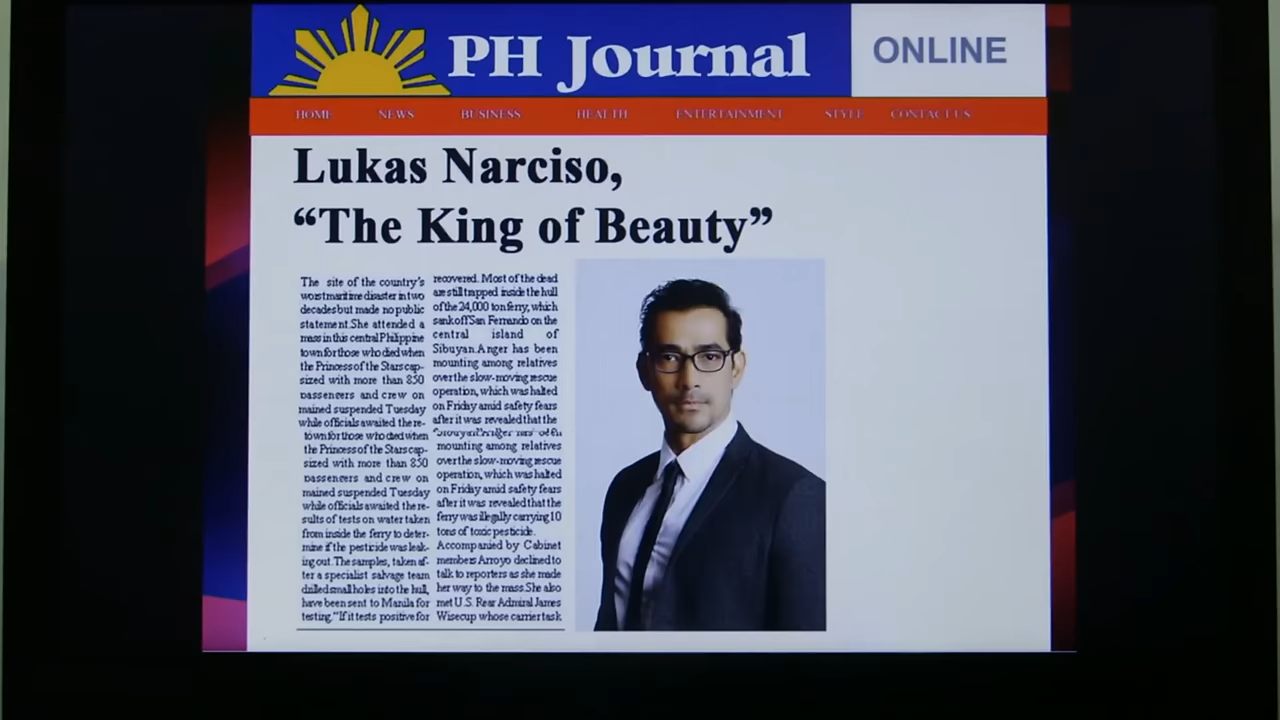 PH Journal
ONLINE
HOME NEWS BUSINESS HEALTH ENTERTAINMENT STYLE CONTACT US
Lukas Narciso,
“The King of Beauty”
The site of the country’s
worst maritime disaster in two
decades but made no public
statement.She attended a
mass in this central Philippine
town for those who died when
the Princess of the Stars cap-
sized with more than 850
passengers and crew on
mained suspended Tuesday
while officials awaited the re-
town for those who died when
the Princess of the Stars cap-
sized with more than 850
passengers and crew on
mained suspended Tuesday
while officials awaited the re-
sults of tests on water taken
from inside the ferry to deter-
mine if the pesticide was leak-
ing out.The samples, taken af-
ter a specialist salvage team
drilled small holes into the hull,
have been sent to Manila for
testing.“If it tests positive for
recovered. Most of the dead
are still trapped inside the hull
of the 24,000 ton ferry, which
sank off San Fernando on the
central island of
Sibuyan.Anger has been
mounting among relatives
over the slow-moving rescue
operation, which was halted
on Friday amid safety fears
after it was revealed that the
mounting among relatives
over the slow-moving rescue
operation, which was halted
on Friday amid safety fears
after it was revealed that the
ferry was illegally carrying 10
tons of toxic pesticide.
Accompanied by Cabinet
members Arroyo declined to
talk to reporters as she made
her way to the mass.She also
met U.S. Rear Admiral James
Wisecup whose carrier task